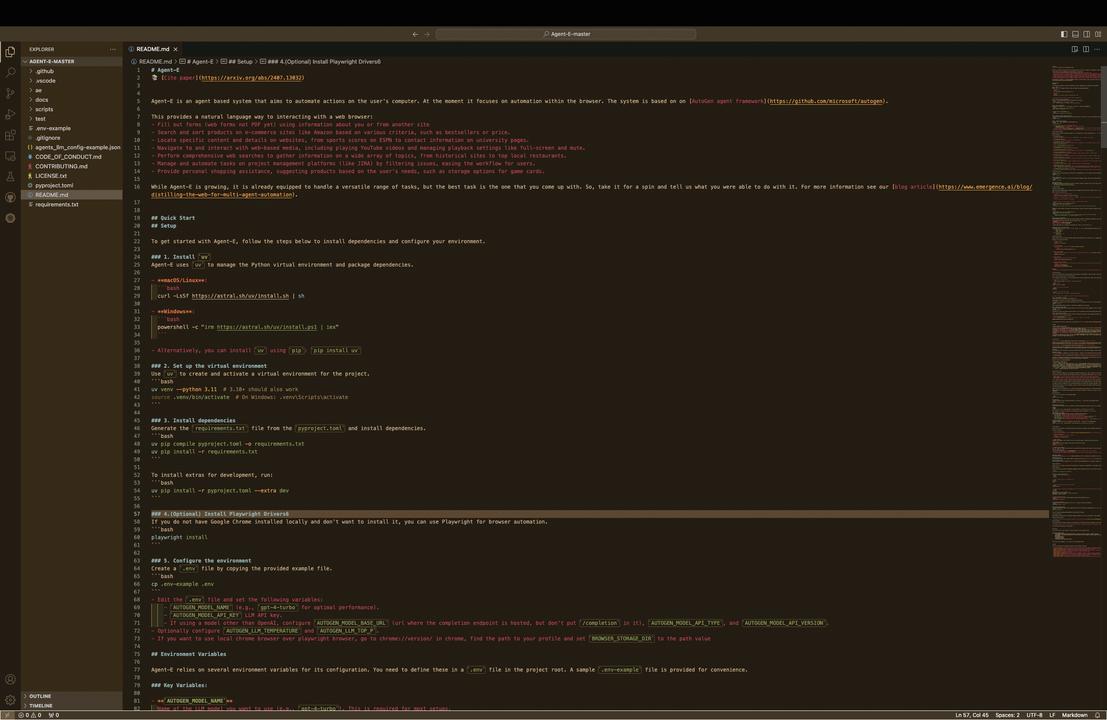 Agent-E-master
EXPLORER
README.md
AGENT-E-MASTER
README.md > # Agent-E > ## Setup > ### 4.(Optional) Install Playwright Drivers6
.github
.vscode
ae
docs
scripts
test
.env-example
.gitignore
agents_llm_config-example.json
CODE_OF_CONDUCT.md
CONTRIBUTING.md
LICENSE.txt
pyproject.toml
README.md
requirements.txt
OUTLINE
TIMELINE
1 # Agent-E
2 [Cite paper](https://arxiv.org/abs/2407.13032)
3
4
5 Agent-E is an agent based system that aims to automate actions on the user's computer. At the moment it focuses on automation within the browser. The system is based on on [AutoGen agent framework](https://github.com/microsoft/autogen).
6
7 This provides a natural language way to interacting with a web browser:
8 - Fill out forms (web forms not PDF yet) using information about you or from another site
9 - Search and sort products on e-commerce sites like Amazon based on various criteria, such as bestsellers or price.
10 - Locate specific content and details on websites, from sports scores on ESPN to contact information on university pages.
11 - Navigate to and interact with web-based media, including playing YouTube videos and managing playback settings like full-screen and mute.
12 - Perform comprehensive web searches to gather information on a wide array of topics, from historical sites to top local restaurants.
13 - Manage and automate tasks on project management platforms (like JIRA) by filtering issues, easing the workflow for users.
14 - Provide personal shopping assistance, suggesting products based on the user's needs, such as storage options for game cards.
15
16 While Agent-E is growing, it is already equipped to handle a versatile range of tasks, but the best task is the one that you come up with. So, take it for a spin and tell us what you were able to do with it. For more information see our [blog article](https://www.emergence.ai/blog/
distilling-the-web-for-multi-agent-automation).
17
18
19 ## Quick Start
20 ## Setup
21
22 To get started with Agent-E, follow the steps below to install dependencies and configure your environment.
23
24 ### 1. Install `uv`
25 Agent-E uses `uv` to manage the Python virtual environment and package dependencies.
26
27 - **macOS/Linux**:
28 ```bash
29 curl -LsSf https://astral.sh/uv/install.sh | sh
30
31 - **Windows**:
32 ```bash
33 powershell -c "irm https://astral.sh/uv/install.ps1 | iex"
34
35
36 - Alternatively, you can install `uv` using `pip`: `pip install uv`
37
38 ### 2. Set up the virtual environment
39 Use `uv` to create and activate a virtual environment for the project.
40 ```bash
41 uv venv --python 3.11 # 3.10+ should also work
42 source .venv/bin/activate # On Windows: .venv\Scripts\activate
43 ```
44
45 ### 3. Install dependencies
46 Generate the `requirements.txt` file from the `pyproject.toml` and install dependencies.
47 ```bash
48 uv pip compile pyproject.toml -o requirements.txt
49 uv pip install -r requirements.txt
50 ```
51
52 To install extras for development, run:
53 ```bash
54 uv pip install -r pyproject.toml --extra dev
55 ```
56
57 ### 4.(Optional) Install Playwright Drivers6
58 If you do not have Google Chrome installed locally and don't want to install it, you can use Playwright for browser automation.
59 ```bash
60 playwright install
61 ```
62
63 ### 5. Configure the environment
64 Create a `.env` file by copying the provided example file.
65 ```bash
66 cp .env-example .env
67 ```
68 - Edit the `.env` file and set the following variables:
69 - `AUTOGEN_MODEL_NAME` (e.g., `gpt-4-turbo` for optimal performance).
70 - `AUTOGEN_MODEL_API_KEY` LLM API key.
71 - If using a model other than OpenAI, configure `AUTOGEN_MODEL_BASE_URL` (url where the completion endpoint is hosted, but don't put `/completion` in it), `AUTOGEN_MODEL_API_TYPE`, and `AUTOGEN_MODEL_API_VERSION`.
72 - Optionally configure `AUTOGEN_LLM_TEMPERATURE` and `AUTOGEN_LLM_TOP_P`.
73 - If you want to use local chrome browser over playwright browser, go to chrome://version/ in chrome, find the path to your profile and set `BROWSER_STORAGE_DIR` to the path value
74
75 ## Environment Variables
76
77 Agent-E relies on several environment variables for its configuration. You need to define these in a `.env` file in the project root. A sample `.env-example` file is provided for convenience.
78
79 ### Key Variables:
80
81 - **`AUTOGEN_MODEL_NAME`**
82 Name of the LLM model you want to use (e.g., `gpt-4-turbo`). This is required for most setups.
0 0 0
Ln 57, Col 45
Spaces: 2
UTF-8
LF
Markdown